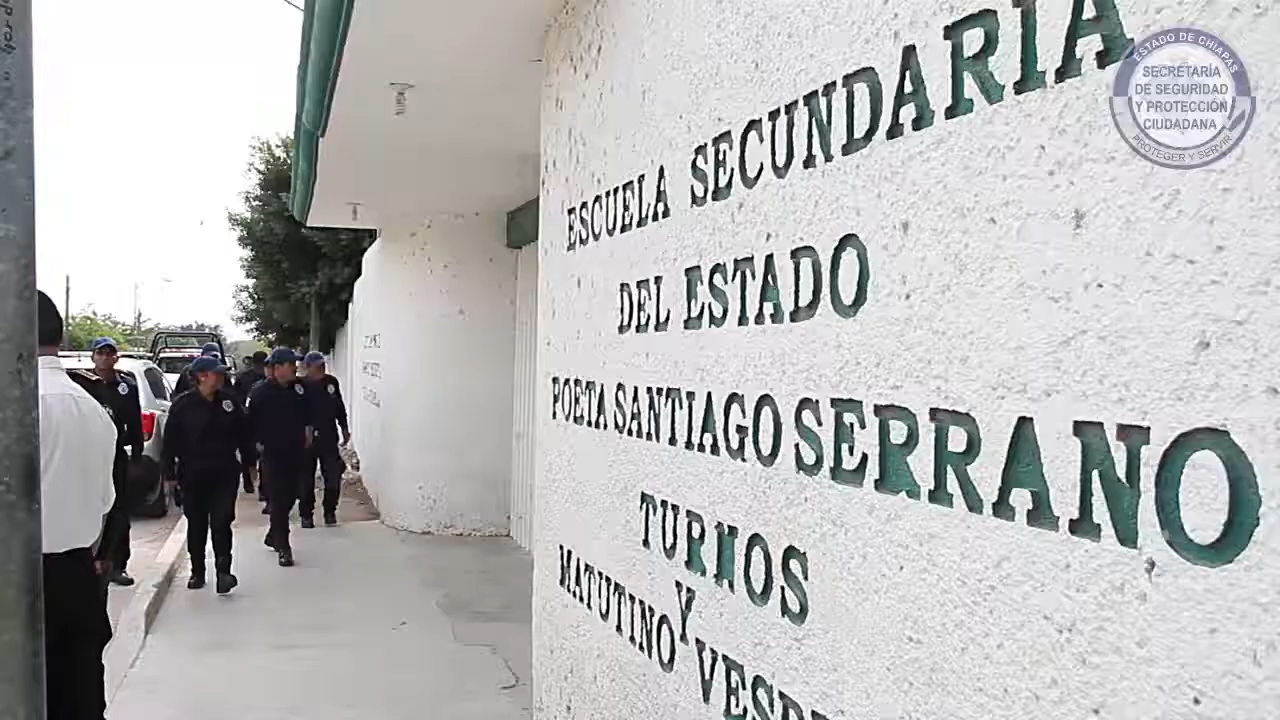 ESCUELA SECUNDARIA
DEL ESTADO
POETA SANTIAGO SERRANO
TURNOS
MATUTINO Y
ESTADO DE CHIAPAS
SECRETARÍA
DE SEGURIDAD
Y PROTECCIÓN
CIUDADANA
PROTEGER Y SERVIR